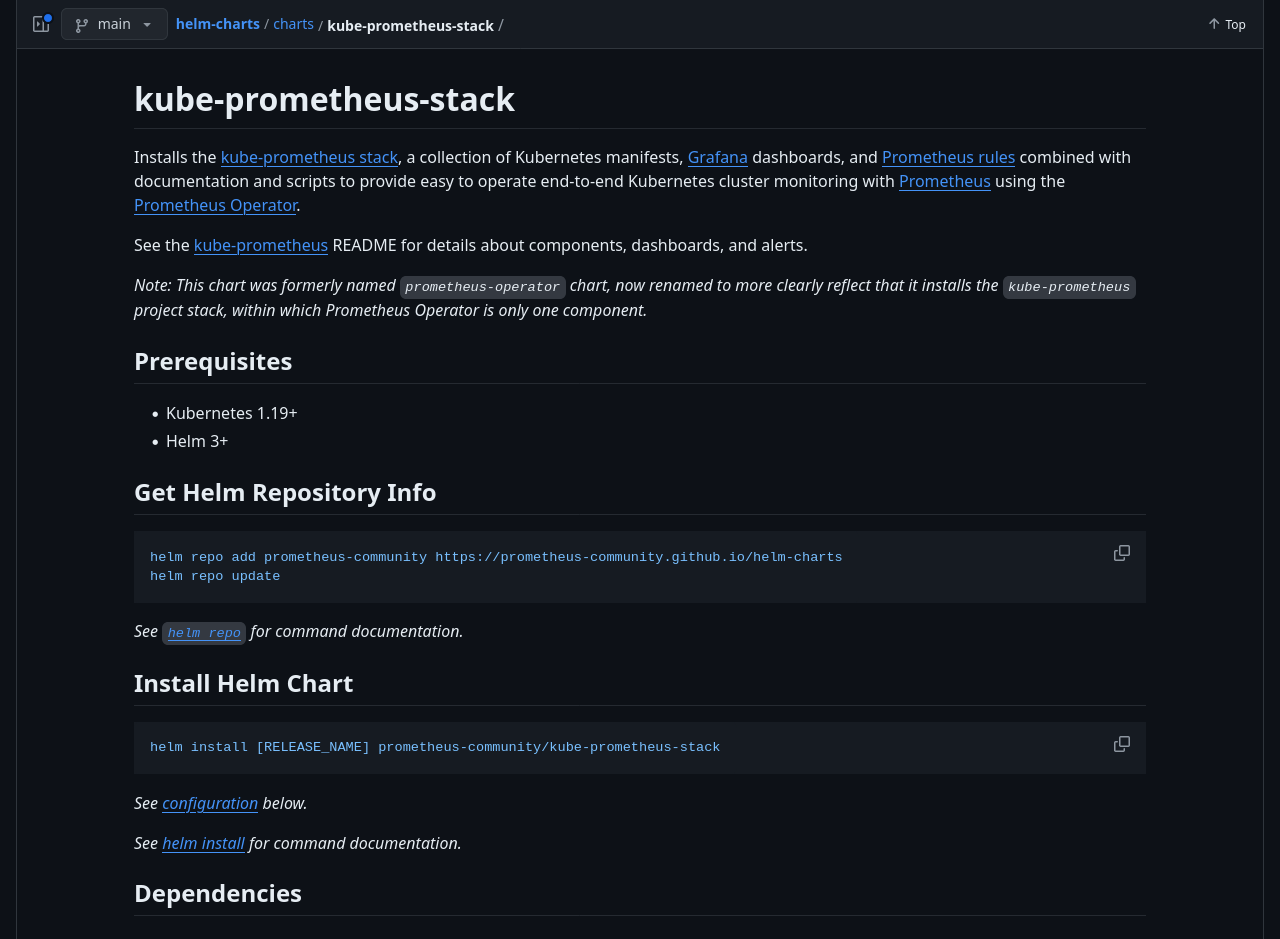 main helm-charts / charts / kube-prometheus-stack / Top
kube-prometheus-stack
Installs the kube-prometheus stack, a collection of Kubernetes manifests, Grafana dashboards, and Prometheus rules combined with
documentation and scripts to provide easy to operate end-to-end Kubernetes cluster monitoring with Prometheus using the
Prometheus Operator.
See the kube-prometheus README for details about components, dashboards, and alerts.
Note: This chart was formerly named prometheus-operator chart, now renamed to more clearly reflect that it installs the kube-prometheus
project stack, within which Prometheus Operator is only one component.
Prerequisites
• Kubernetes 1.19+
• Helm 3+
Get Helm Repository Info
helm repo add prometheus-community https://prometheus-community.github.io/helm-charts
helm repo update
See helm repo for command documentation.
Install Helm Chart
helm install [RELEASE_NAME] prometheus-community/kube-prometheus-stack
See configuration below.
See helm install for command documentation.
Dependencies